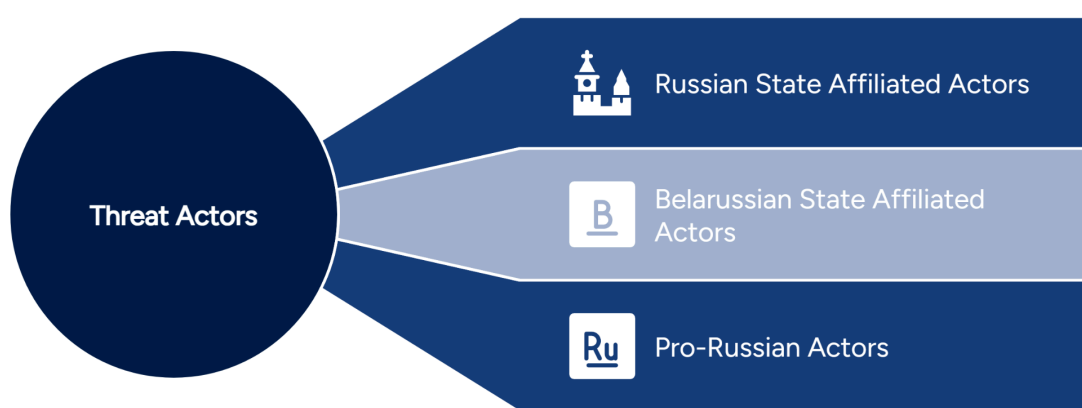 Threat Actors
Russian State Affiliated Actors
B
Belarussian State Affiliated
Actors
Ru
Pro-Russian Actors